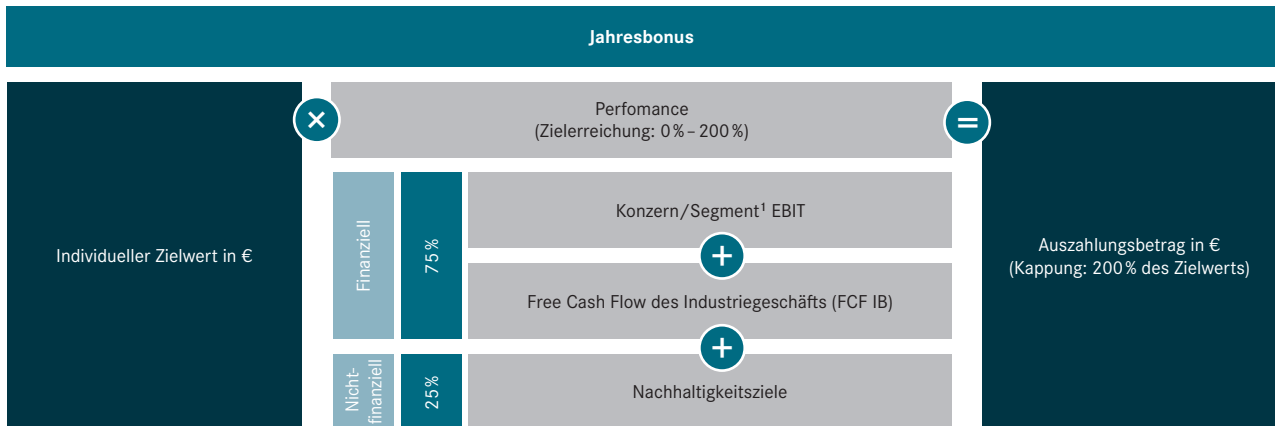 Jahresbonus
Individueller Zielwert in €
×
Perfomance
(Zielerreichung: 0 % – 200 %)
Finanziell
75%
Konzern/Segment¹ EBIT
+
Free Cash Flow des Industriegeschäfts (FCF IB)
+
Nicht-
finanziell
25%
Nachhaltigkeitsziele
=
Auszahlungsbetrag in €
(Kappung: 200 % des Zielwerts)